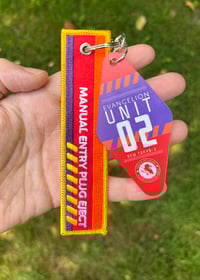 MANUAL ENTRY PLUG EJECT
EVANGELION
UNIT
02